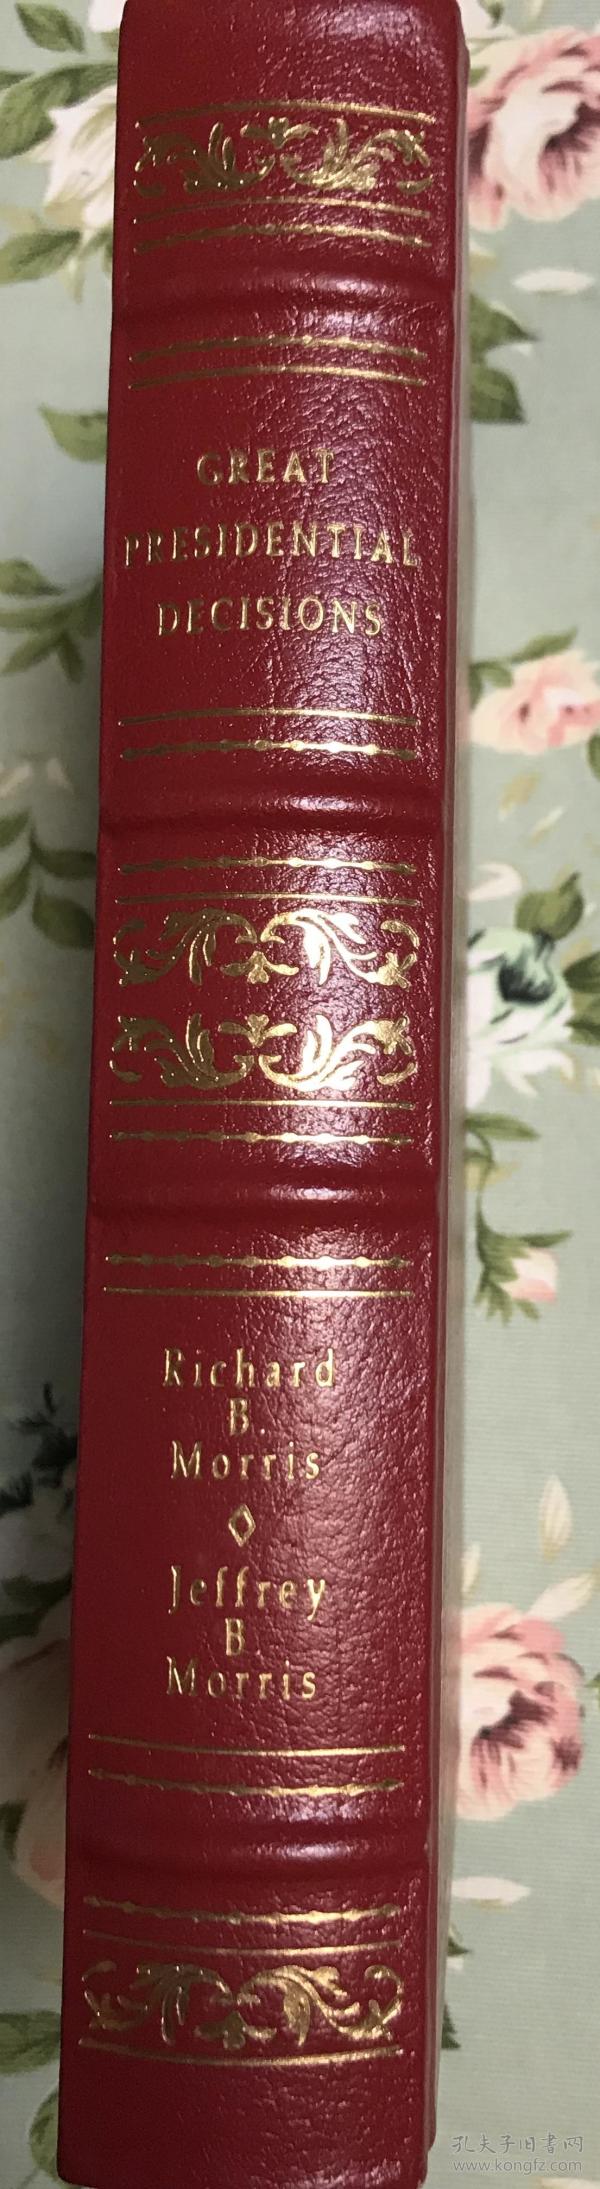 GREAT
PRESIDENTIAL
DECISIONS
Richard
B.
Morris
Jeffrey
B.
Morris
孔夫子旧书网
www.kongfz.com